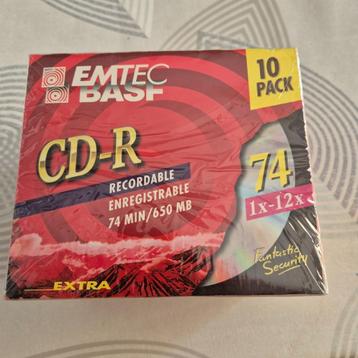 EMTEC
BASF
10
PACK
CD-R
RECORDABLE
ENREGISTRABLE
74 MIN/650 MB
74
1x-12x
Fantastic
Security
EXTRA